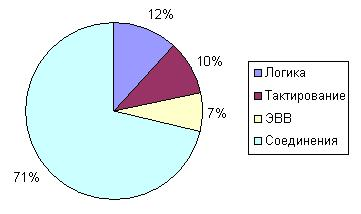 12%
10%
7%
71%
Логика
Тактирование
ЭВВ
Соединения